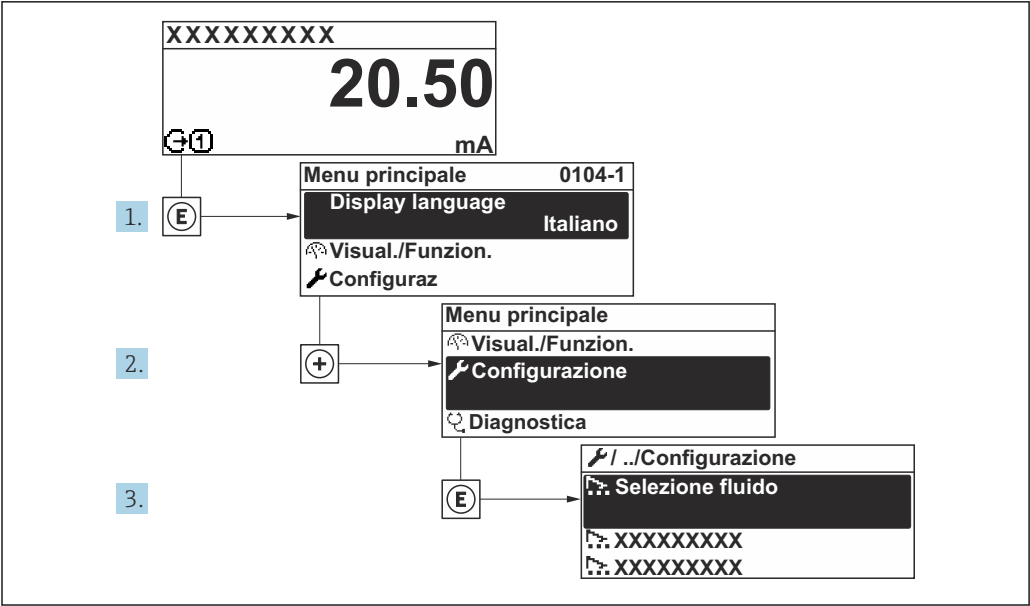 XXXXXXXXX
20.50
1 mA
Menu principale 0104-1
Display language
1. E Italiano
Visual./Funzion.
Configuraz
Menu principale
Visual./Funzion.
2. + Configurazione
Diagnostica
/ ../Configurazione
3. E Selezione fluido
XXXXXXXXX
XXXXXXXXX